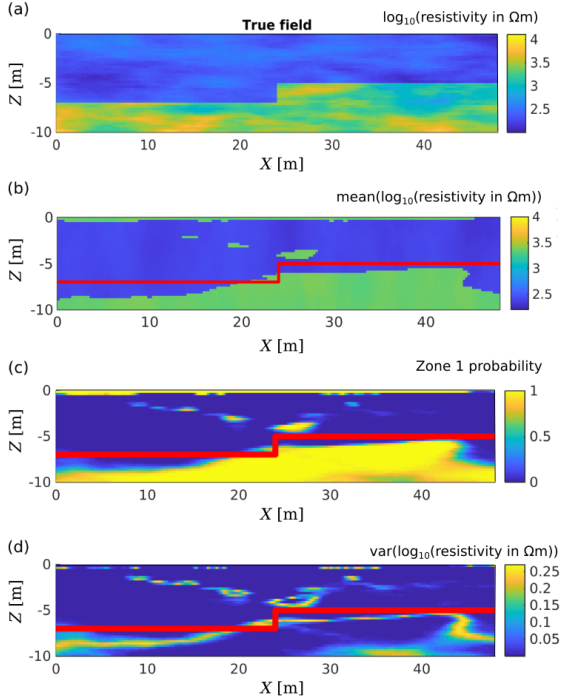 (a)
True field
log₁₀(resistivity in Ωm)
0
-5
-10
Z [m]
0 10 20 30 40
X [m]
4
3.5
3
2.5
(b)
mean(log₁₀(resistivity in Ωm))
0
-5
-10
Z [m]
0 10 20 30 40
X [m]
4
3.5
3
2.5
(c)
Zone 1 probability
0
-5
-10
Z [m]
0 10 20 30 40
X [m]
1
0.5
0
(d)
var(log₁₀(resistivity in Ωm))
0
-5
-10
Z [m]
0 10 20 30 40
X [m]
0.25
0.2
0.15
0.1
0.05